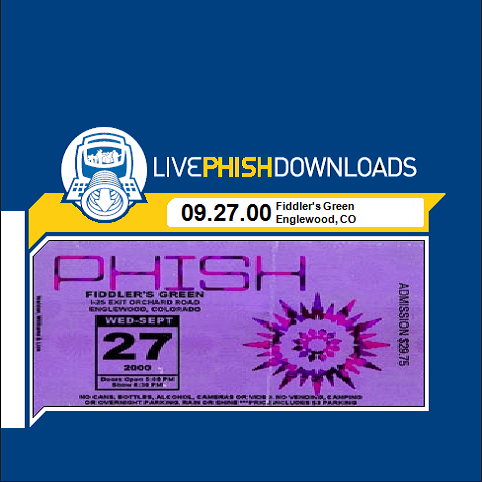 LIVEPHISHDOWNLOADS
09.27.00
Fiddler's Green
Englewood, CO
PHISH
FIDDLER'S GREEN
I-25 EXIT ORCHARD ROAD
ENGLEWOOD, COLORADO
WED-SEPT
27
2000
Doors Open 5:00 PM
Show 6:30 PM
ADMISSION $29.75
NO CANS, BOTTLES, ALCOHOL, CAMERAS OR VIDEO. NO VENDING, CAMPING
OR OVERNIGHT PARKING. RAIN OR SHINE ***PRICE INCLUDES $3 PARKING